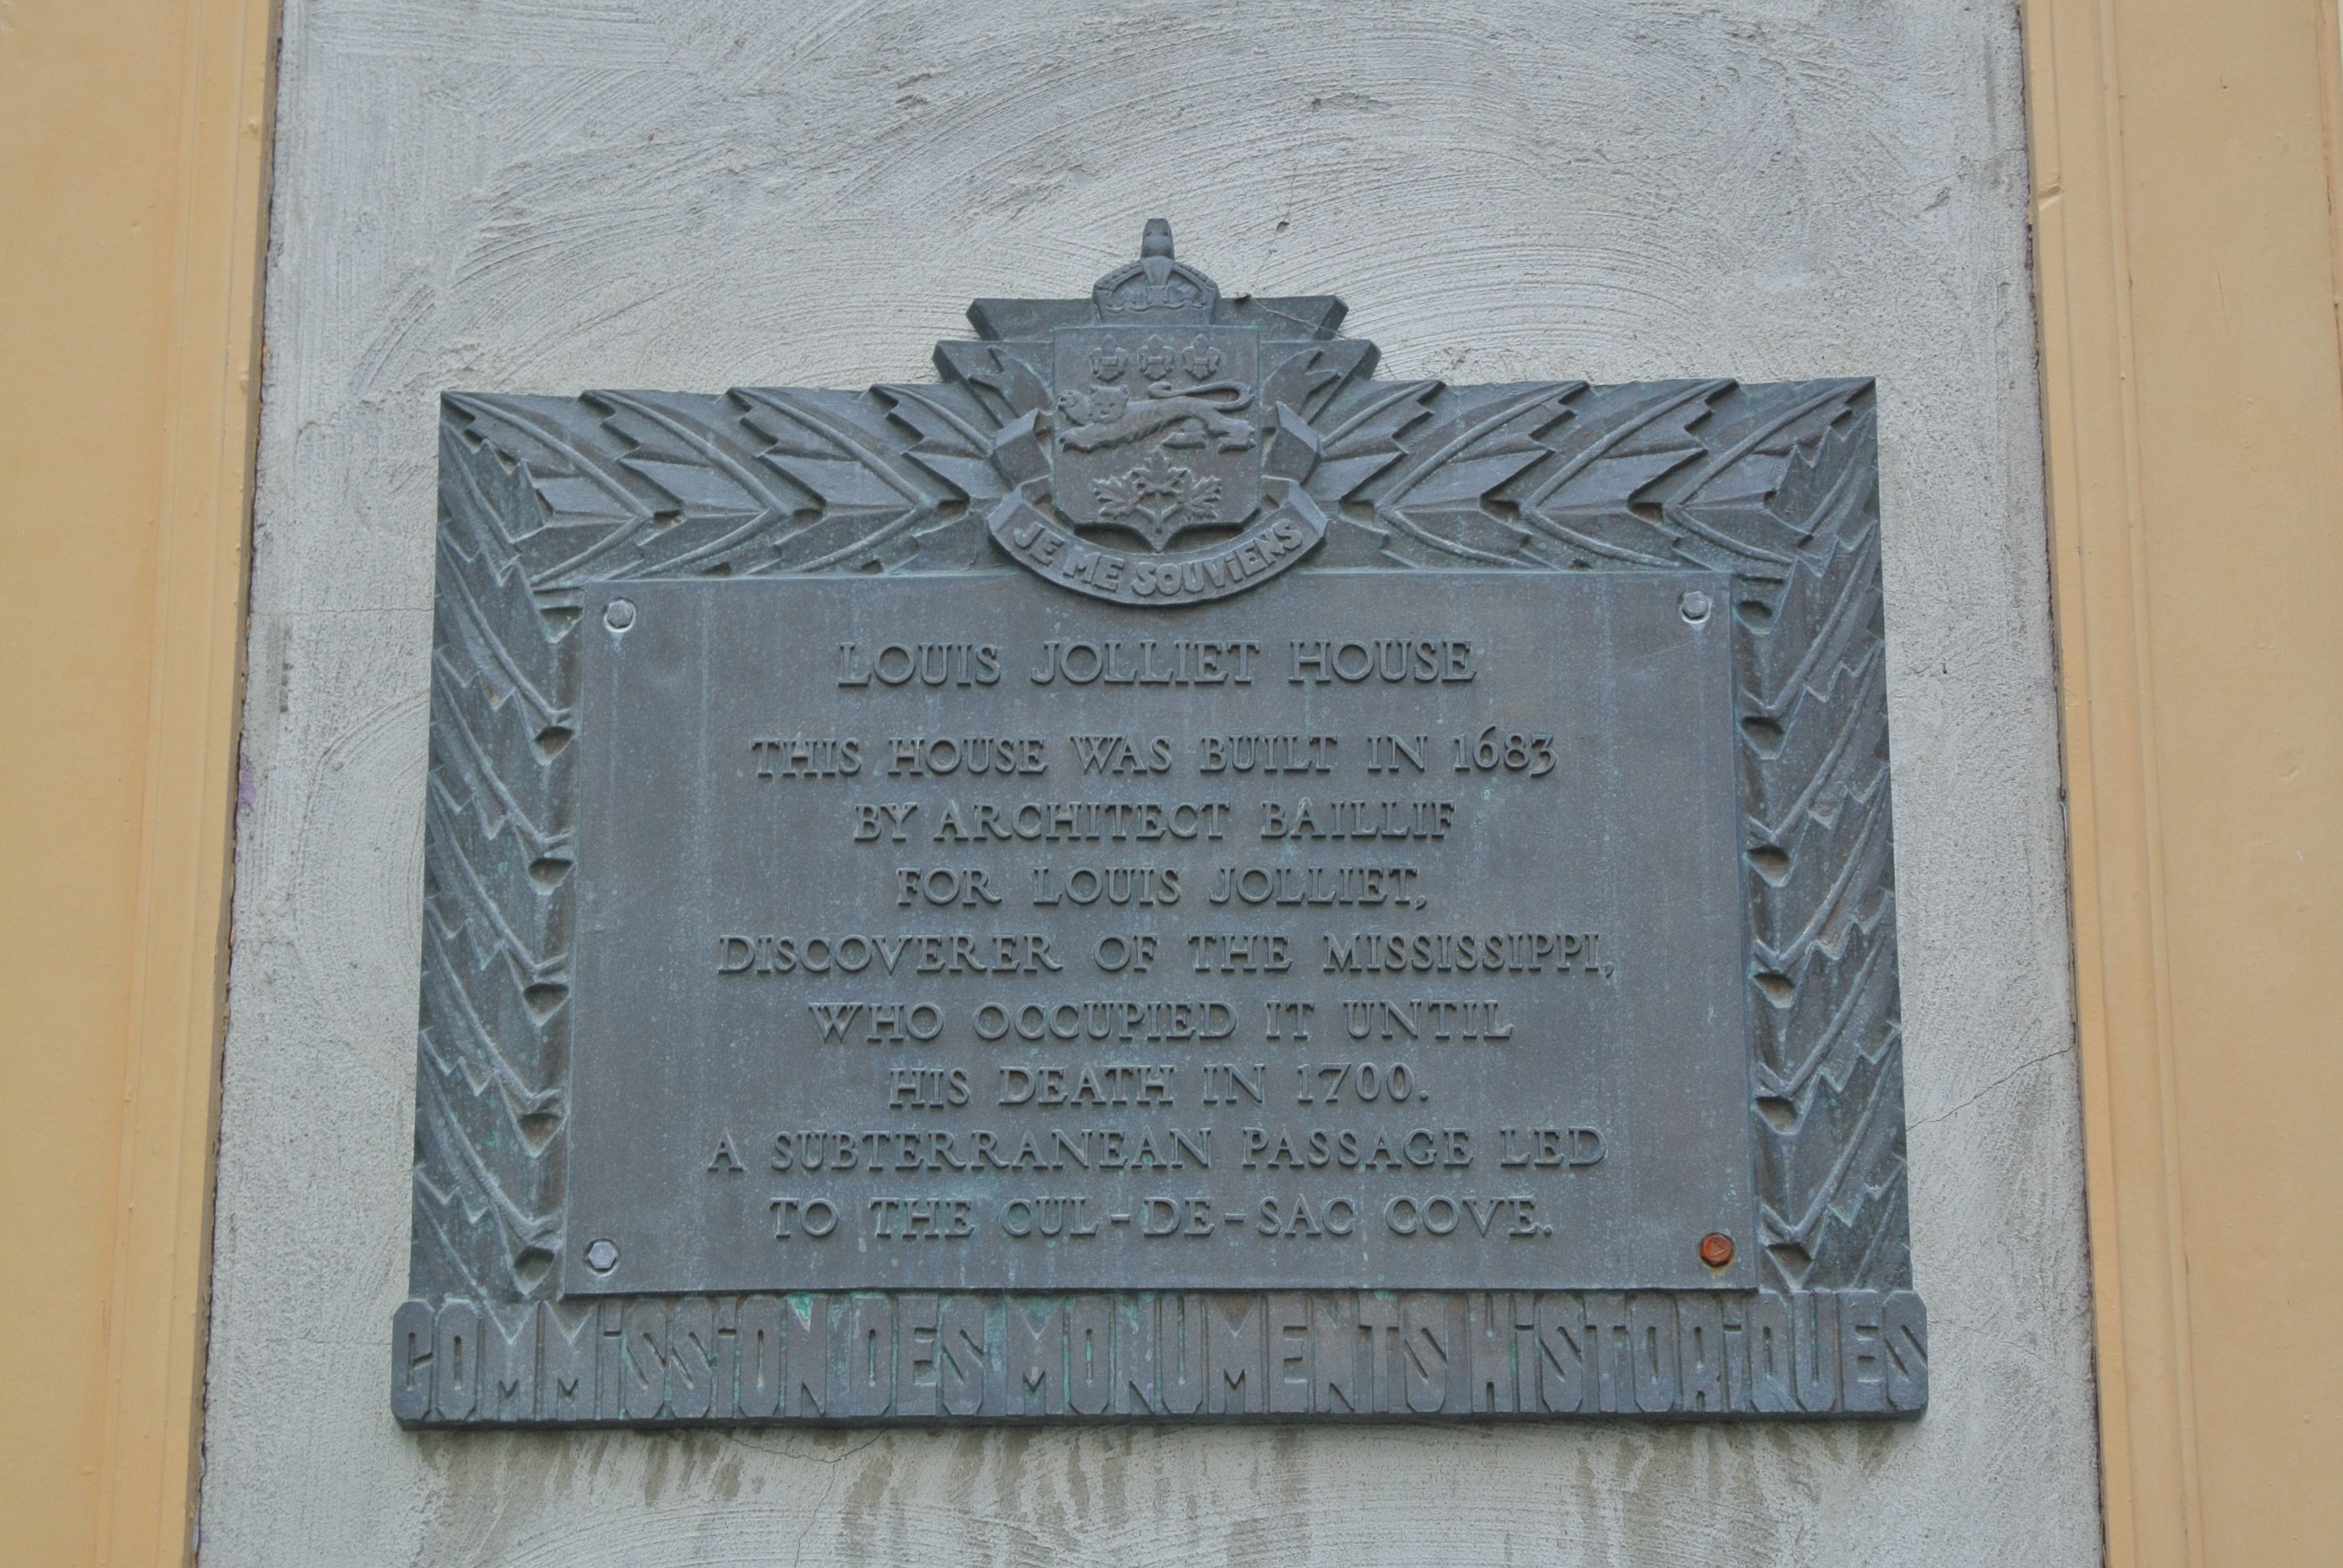 JE ME SOUVIENS
LOUIS JOLLIET HOUSE
THIS HOUSE WAS BUILT IN 1683
BY ARCHITECT BAILLIF
FOR LOUIS JOLLIET,
DISCOVERER OF THE MISSISSIPPI,
WHO OCCUPIED IT UNTIL
HIS DEATH IN 1700.
A SUBTERRANEAN PASSAGE LED
TO THE CUL-DE-SAC COVE.
COMMISSION DES MONUMENTS HISTORIQUES